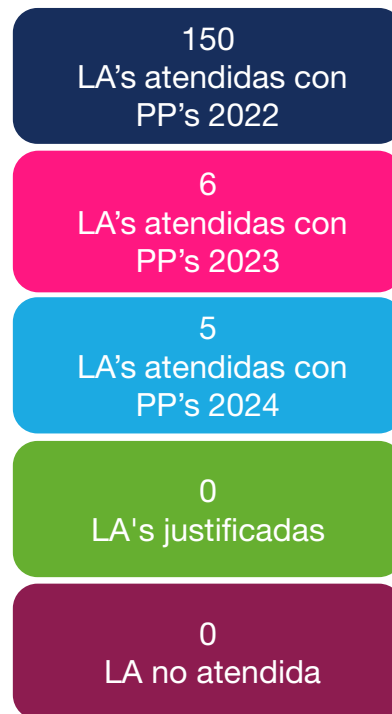 150
LA’s atendidas con
PP’s 2022
6
LA’s atendidas con
PP’s 2023
5
LA’s atendidas con
PP’s 2024
0
LA's justificadas
0
LA no atendida